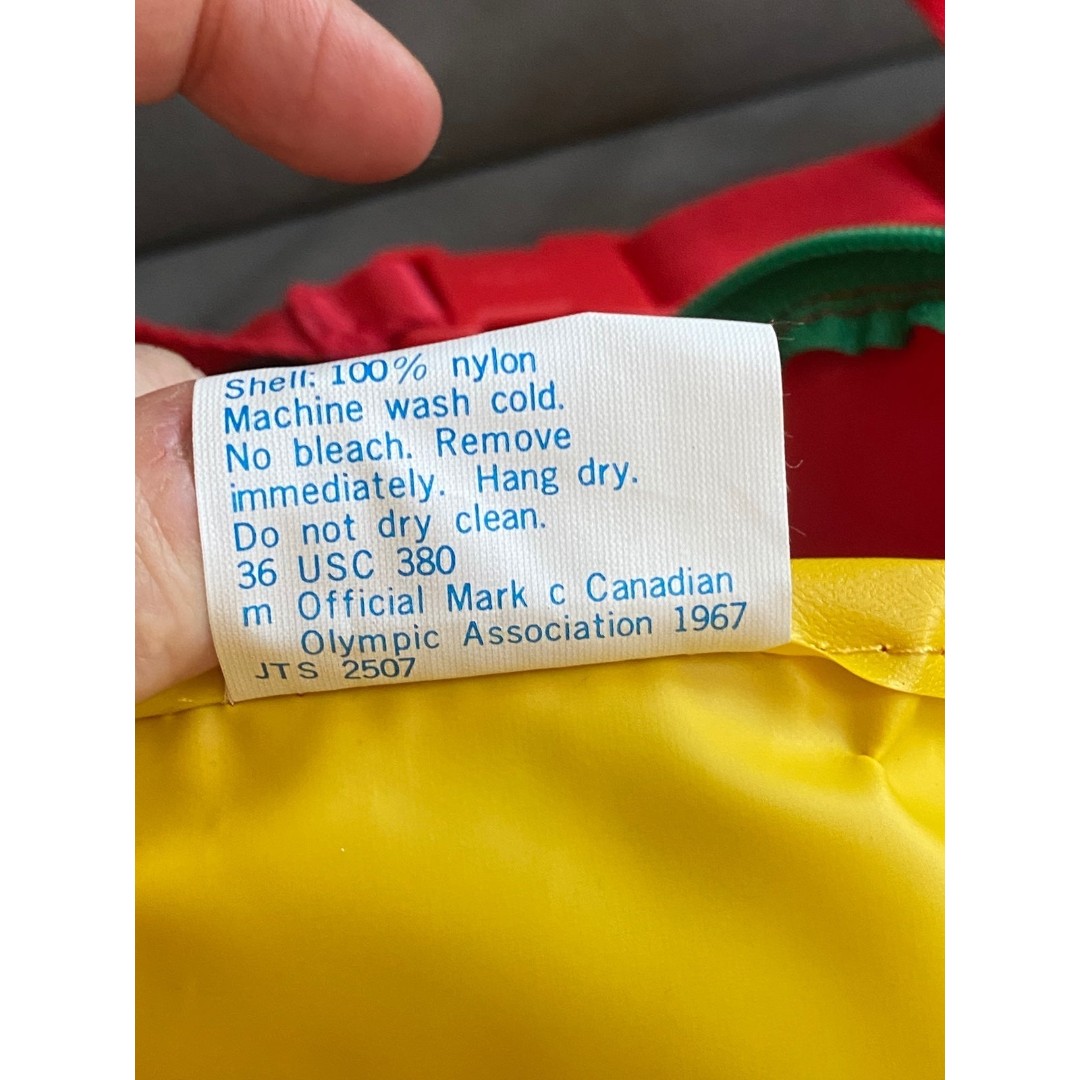 Shell: 100% nylon
Machine wash cold.
No bleach. Remove
immediately. Hang dry.
Do not dry clean.
36 USC 380
m Official Mark c Canadian
Olympic Association 1967
JTS 2507